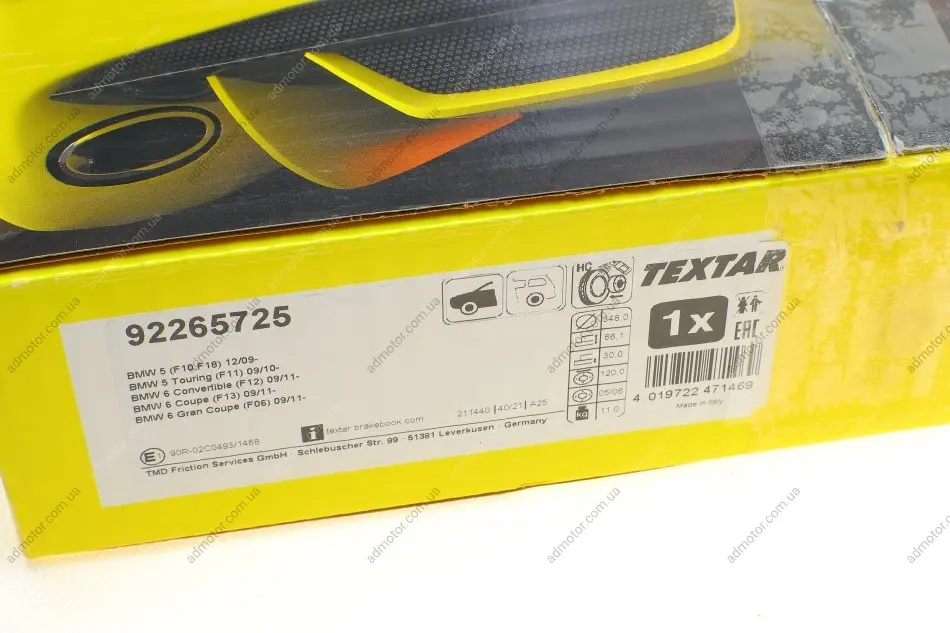 92265725
BMW 5 (F10.F18) 12/09-
BMW 5 Touring (F11) 09/10-
BMW 6 Convertible (F12) 09/11-
BMW 6 Coupe (F13) 09/11-
BMW 6 Gran Coupe (F06) 09/11-
211440 | 40/21 | A25
i textar brakebook.com
E1 90R-02C0493/1468
TMD Friction Services GmbH · Schlebuscher Str. 99 · 51381 Leverkusen · Germany
HC
348.0
66.1
30.0
120.0
05/06
kg 11.0
TEXTAR
1x
EAC
4 019722 471469
Made in Italy
admotor.com.ua